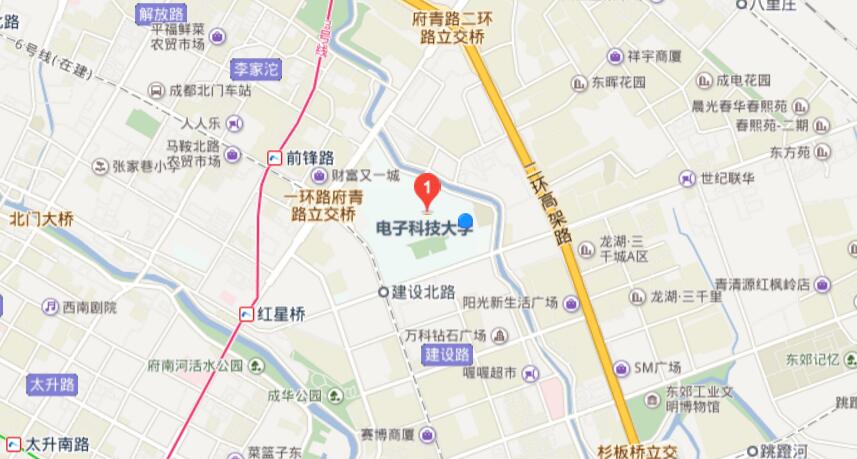 八里庄
解放路
北路
府青路二环
路立交桥
平福鲜菜
农贸市场
3号线
6号线(在建)
祥宇商厦
李家沱
东晖花园
成电花园
成都北门车站
晨光春华春熙苑
人人乐
春熙苑-二期
马鞍北路
农贸市场
前锋路
东方苑
张家巷小学
财富又一城
1
世纪联华
一环路府青
路立交桥
二环高架路
北门大桥
电子科技大学
龙湖·三
千城A区
青清源红枫岭店
建设北路
龙湖·三千里
西南剧院
红星桥
阳光新生活广场
万科钻石广场
建设路
东郊记忆
府南河活水公园
喔喔超市
SM广场
太升路
成华公园
东郊工业文
明博物馆
跳蹬
赛博商厦
太升南路
菜篮子东
杉板桥立交
跳蹬河